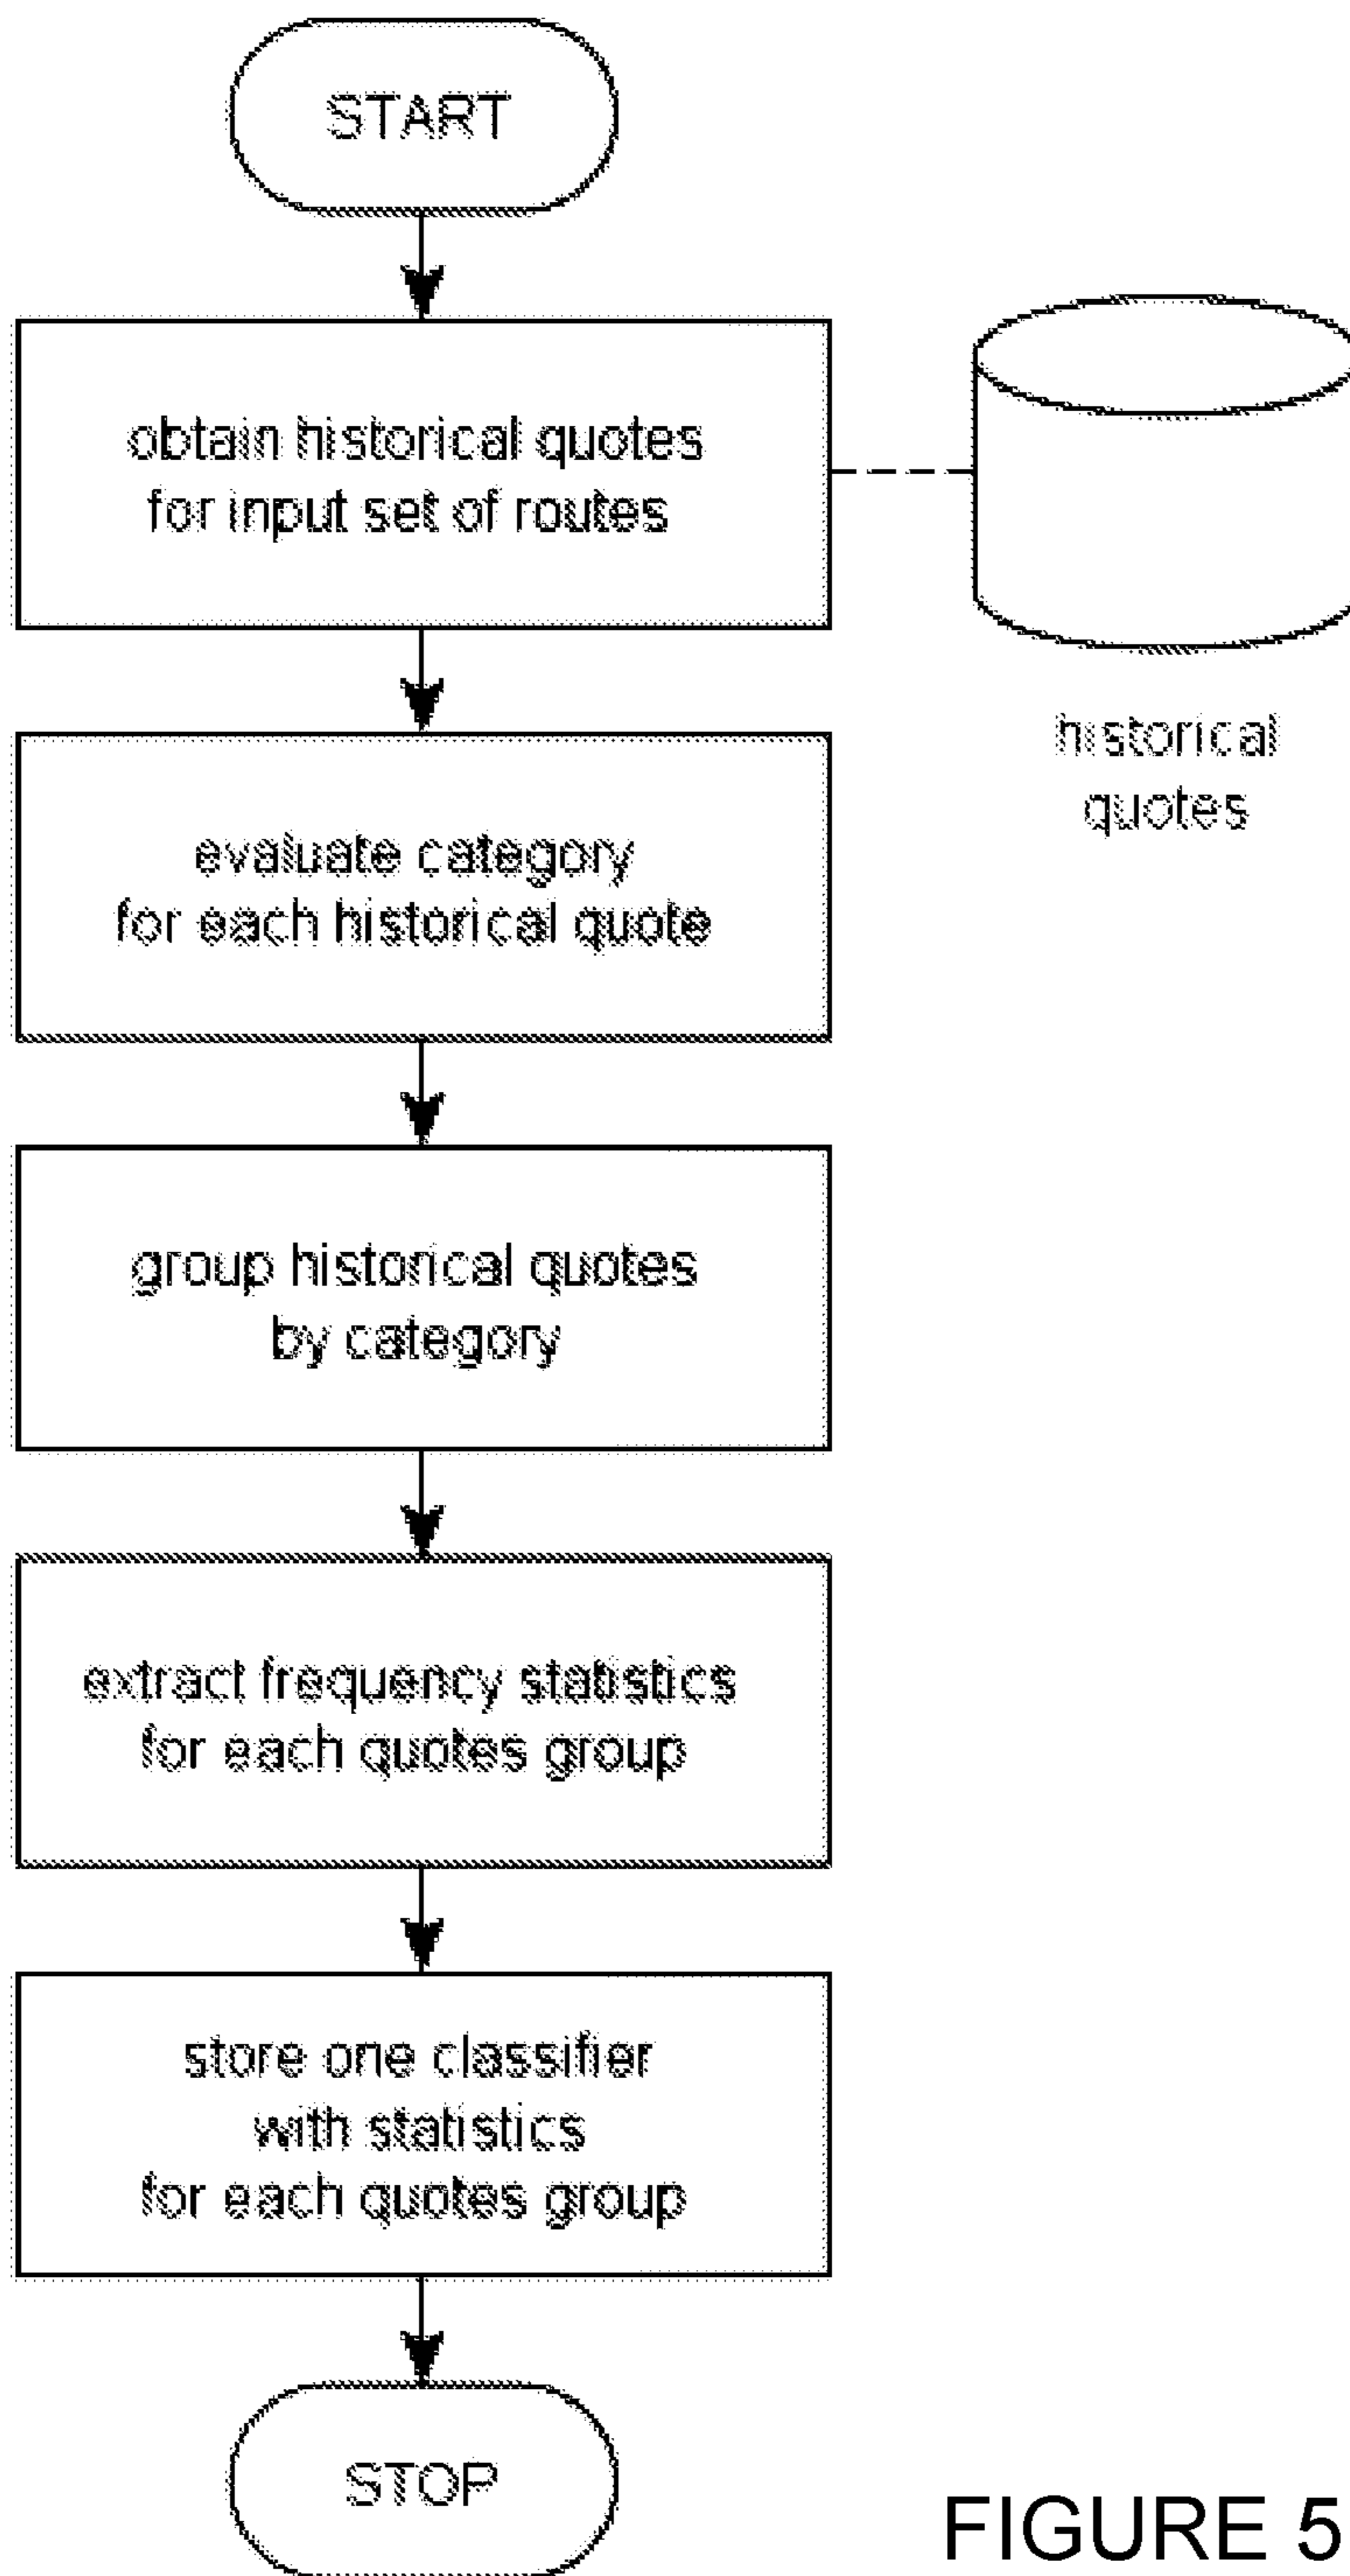 START
obtain historical quotes
for input set of routes
historical
quotes
evaluate category
for each historical quote
group historical quotes
by category
extract frequency statistics
for each quotes group
store one classifier
with statistics
for each quotes group
STOP
FIGURE 5